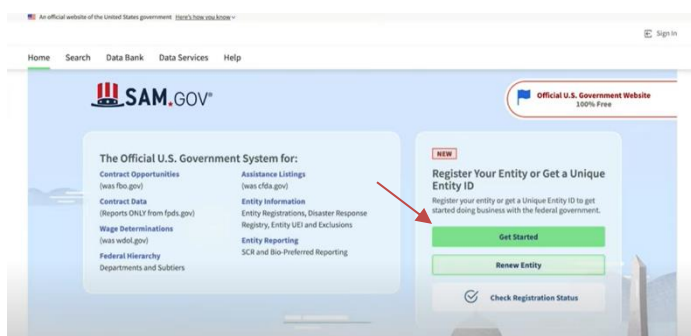 An official website of the United States government Here's how you know
Sign In
Home Search Data Bank Data Services Help
SAM.GOV®
Official U.S. Government Website
100% Free
The Official U.S. Government System for:
Contract Opportunities
(was fbo.gov)
Contract Data
(Reports ONLY from fpds.gov)
Wage Determinations
(was wdol.gov)
Federal Hierarchy
Departments and Subtiers
Assistance Listings
(was cfda.gov)
Entity Information
Entity Registrations, Disaster Response
Registry, Entity UEI and Exclusions
Entity Reporting
SCR and Bio-Preferred Reporting
NEW
Register Your Entity or Get a Unique
Entity ID
Register your entity or get a Unique Entity ID to get
started doing business with the federal government.
Get Started
Renew Entity
Check Registration Status